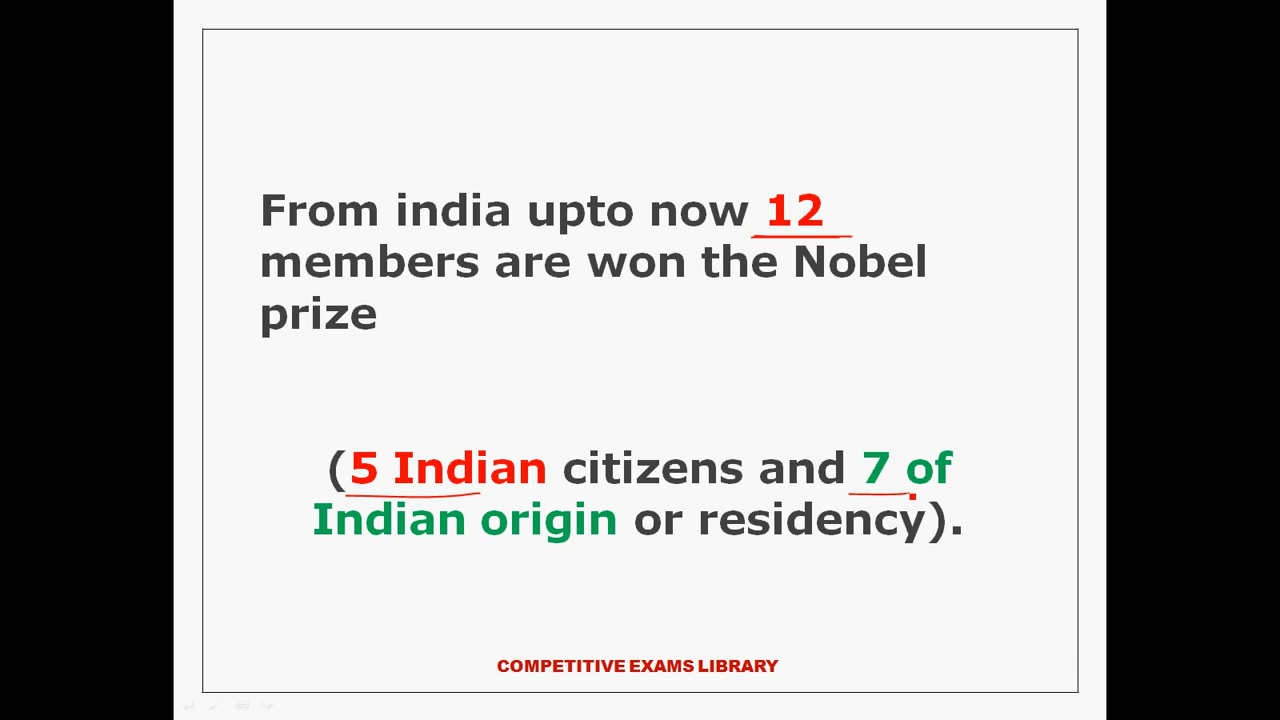 From india upto now 12
members are won the Nobel
prize
(5 Indian citizens and 7 of
Indian origin or residency).
COMPETITIVE EXAMS LIBRARY